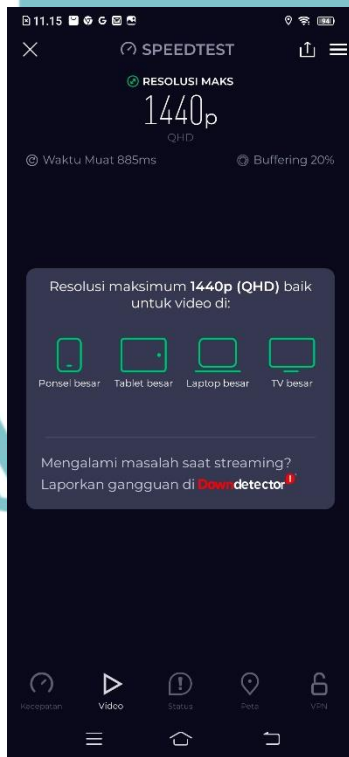 11.15 G 94
SPEEDTEST
RESOLUSI MAKS
1440p
QHD
Waktu Muat 885ms Buffering 20%
Resolusi maksimum 1440p (QHD) baik
untuk video di:
Ponsel besar Tablet besar Laptop besar TV besar
Mengalami masalah saat streaming?
Laporkan gangguan di Downdetector
Kecepatan Video Status Peta VPN